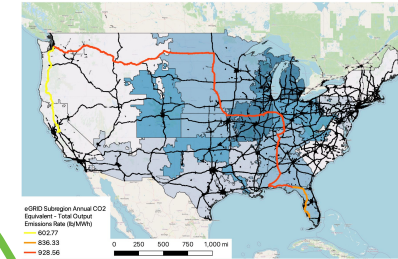 eGRID Subregion Annual CO2
Equivalent - Total Output
Emissions Rate (lb/MWh)
602.77
836.33
928.56
0 250 500 750 1,000 mi